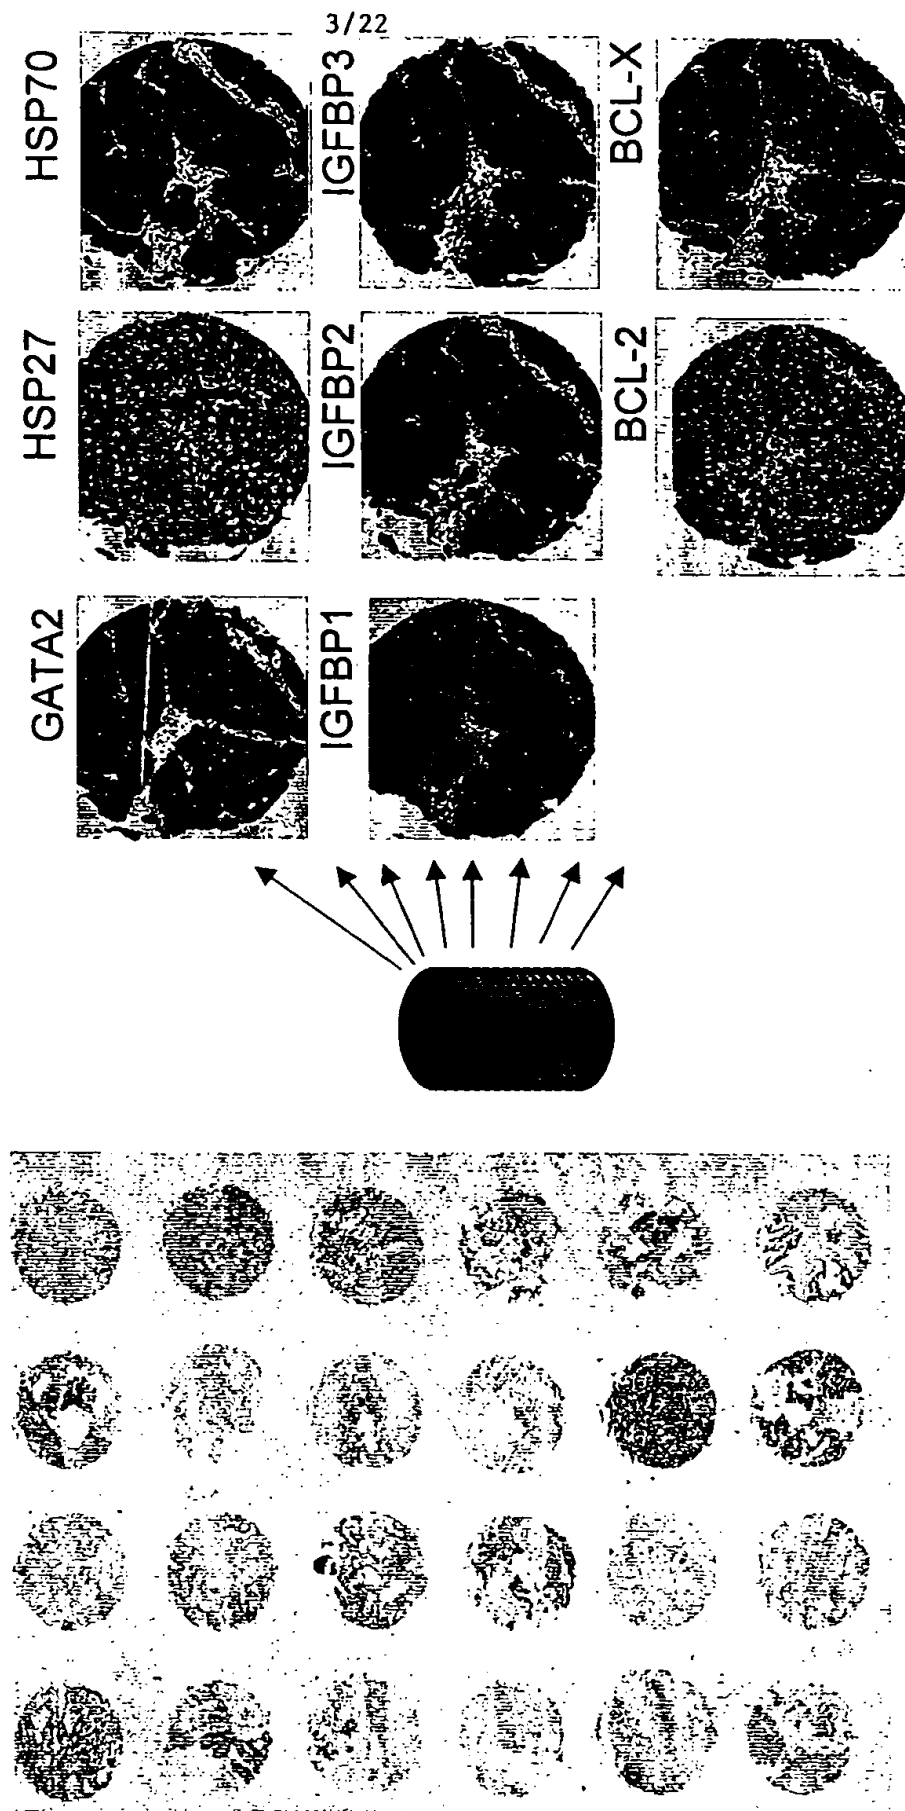 3/22
GATA2
HSP27
HSP70
IGFBP1
IGFBP2
IGFBP3
BCL-2
BCL-X